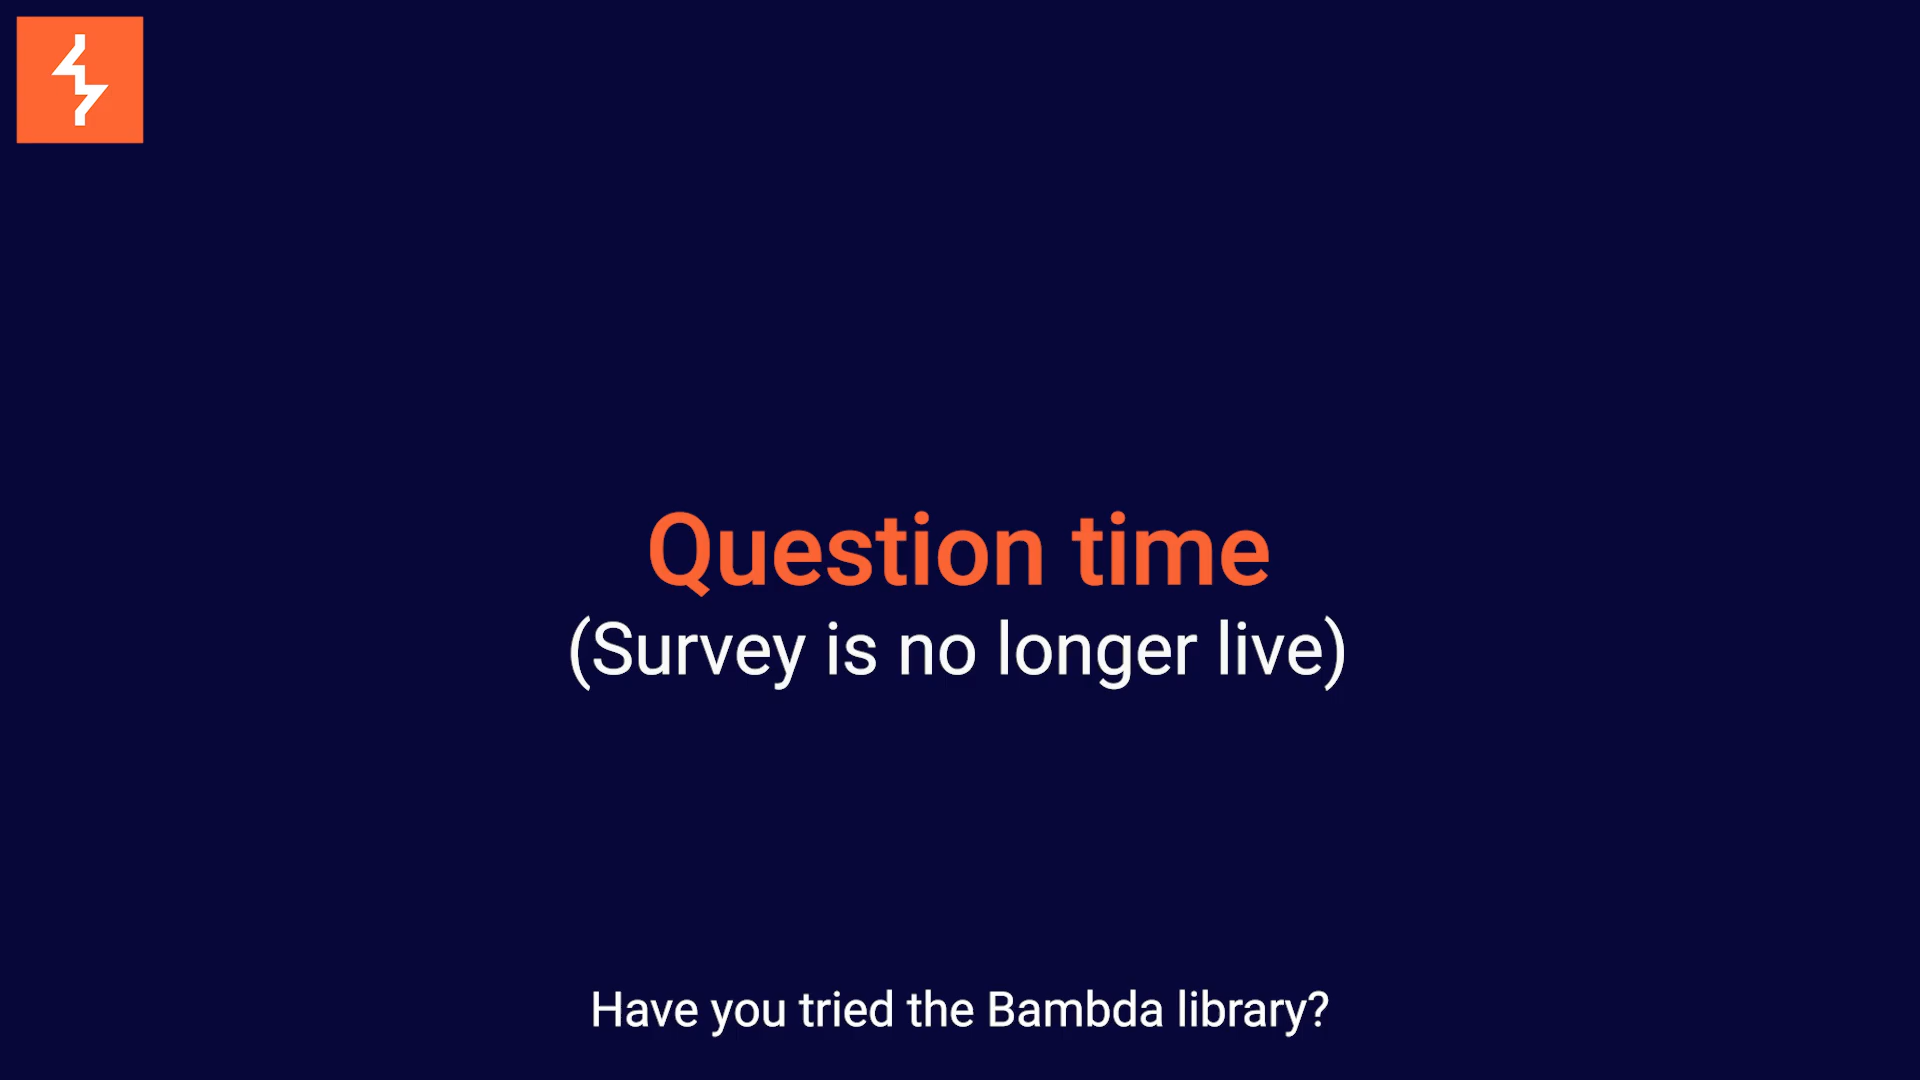 Question time
(Survey is no longer live)
Have you tried the Bambda library?